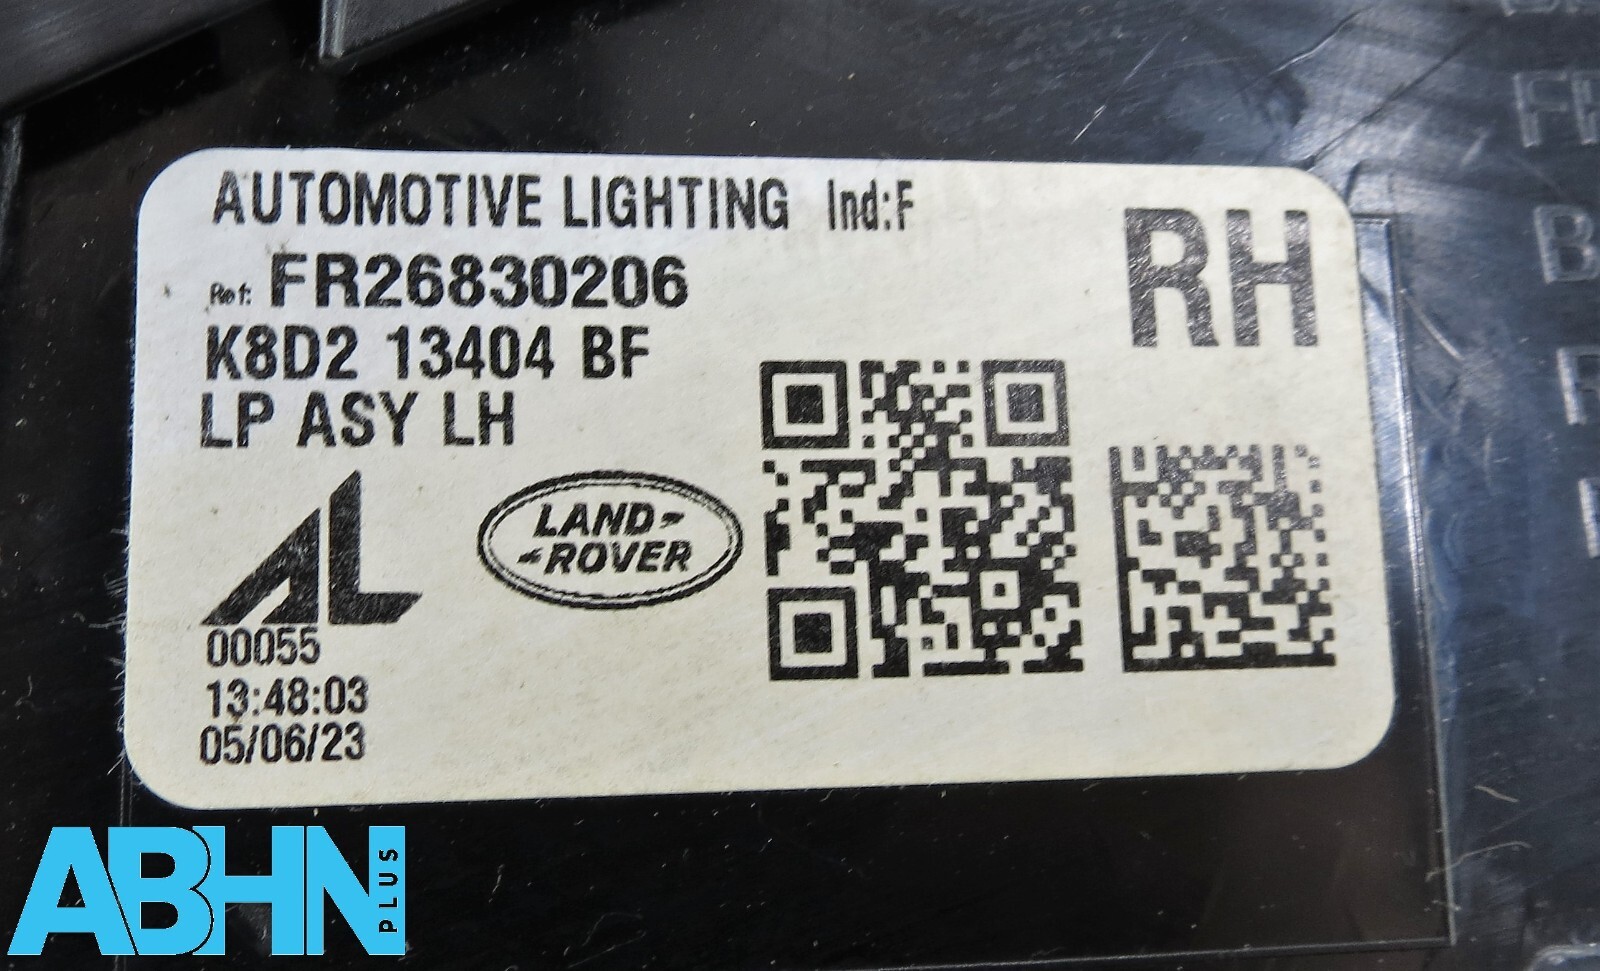 AUTOMOTIVE LIGHTING Ind:F
RH
Ref: FR26830206
K8D2 13404 BF
LP ASY LH
AL
LAND
ROVER
00055
13:48:03
05/06/23
ABHN
PLUS